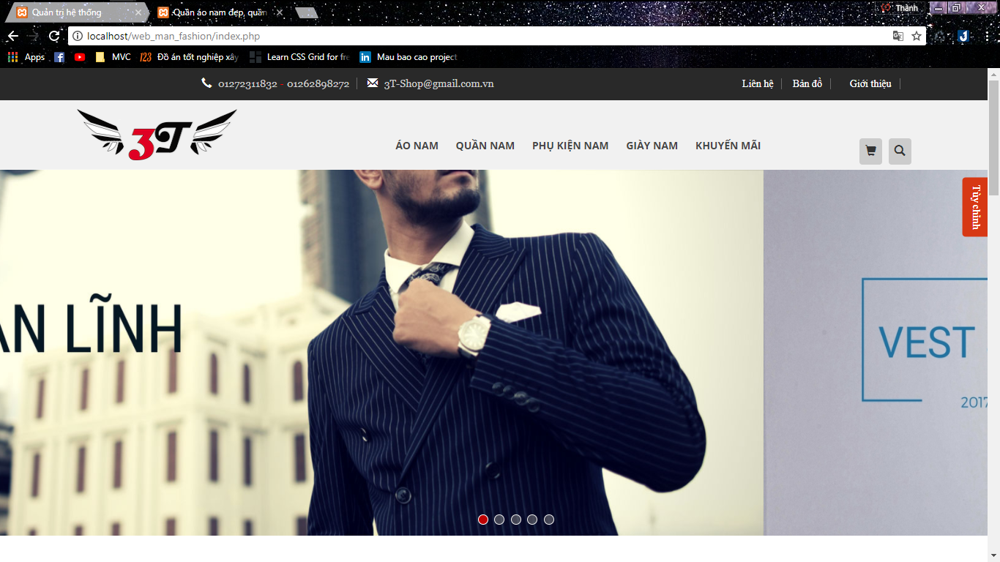 Quản trị hệ thống
Quần áo nam đẹp, quần
Thành
localhost/web_man_fashion/index.php
Apps
MVC
123 Đồ án tốt nghiệp xây
Learn CSS Grid for fre
in Mau bao cao project
01272311832 - 01262898272
3T-Shop@gmail.com.vn
Liên hệ
Bản đồ
Giới thiệu
3T
ÁO NAM
QUẦN NAM
PHỤ KIỆN NAM
GIÀY NAM
KHUYẾN MÃI
Tùy chỉnh
ẢN LĨNH
VEST
2017